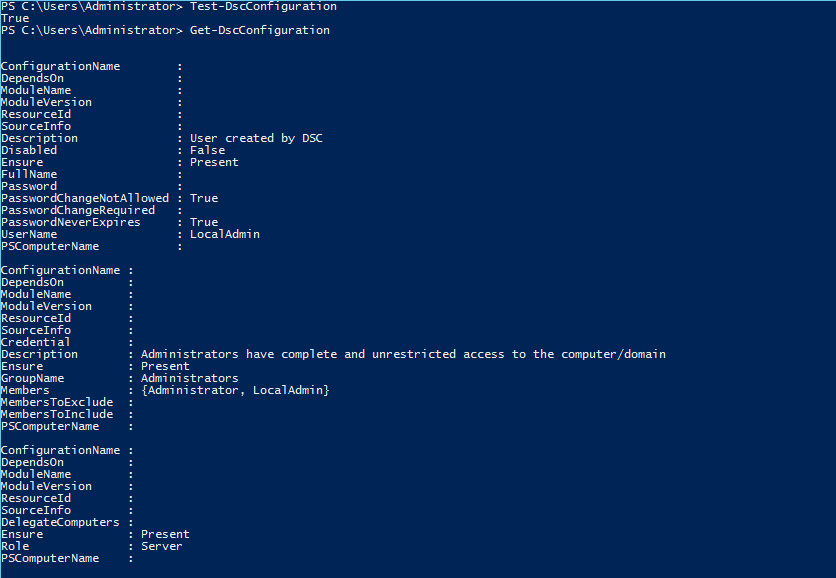 PS C:\Users\Administrator> Test-DscConfiguration
True
PS C:\Users\Administrator> Get-DscConfiguration
ConfigurationName :
DependsOn :
ModuleName :
ModuleVersion :
ResourceId :
SourceInfo :
Description : User created by DSC
Disabled : False
Ensure : Present
FullName :
Password :
PasswordChangeNotAllowed : True
PasswordChangeRequired :
PasswordNeverExpires : True
UserName : LocalAdmin
PSComputerName :
ConfigurationName :
DependsOn :
ModuleName :
ModuleVersion :
ResourceId :
SourceInfo :
Credential :
Description : Administrators have complete and unrestricted access to the computer/domain
Ensure : Present
GroupName : Administrators
Members : {Administrator, LocalAdmin}
MembersToExclude :
MembersToInclude :
PSComputerName :
ConfigurationName :
DependsOn :
ModuleName :
ModuleVersion :
ResourceId :
SourceInfo :
DelegateComputers :
Ensure : Present
Role : Server
PSComputerName :